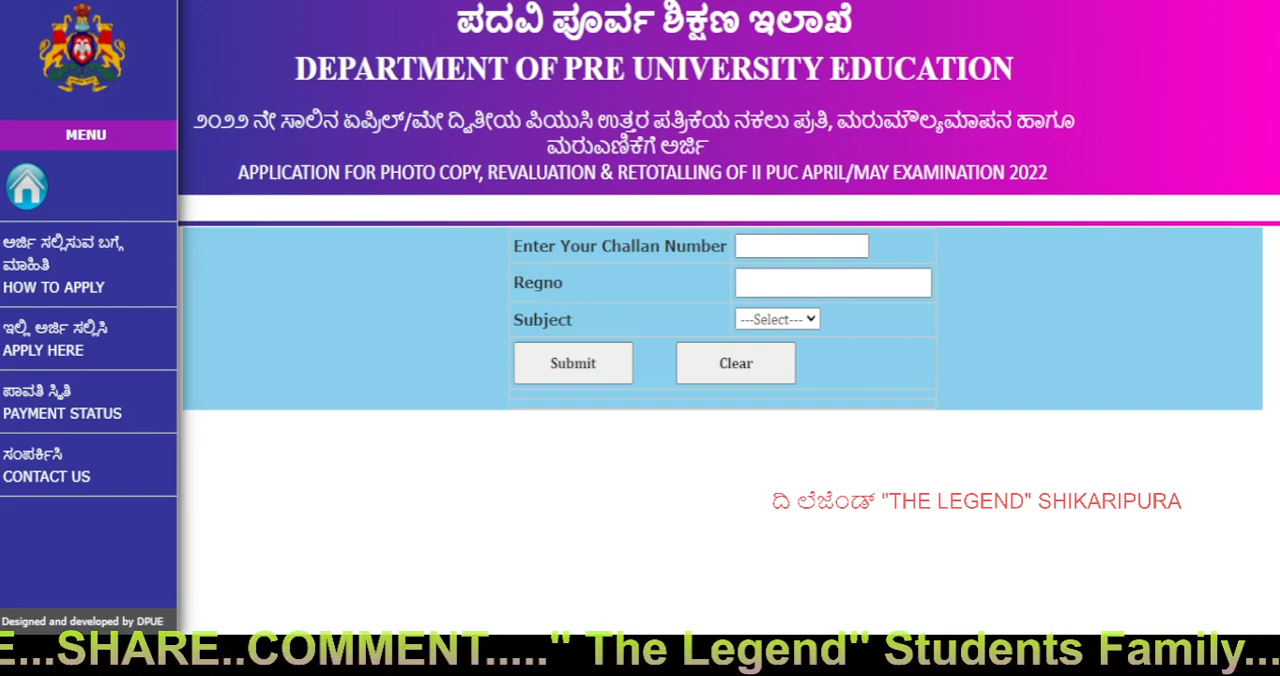 ಪದವಿ ಪೂರ್ವ ಶಿಕ್ಷಣ ಇಲಾಖೆ
DEPARTMENT OF PRE UNIVERSITY EDUCATION
೨೦೨೨ ನೇ ಸಾಲಿನ ಏಪ್ರಿಲ್/ಮೇ ದ್ವಿತೀಯ ಪಿಯುಸಿ ಉತ್ತರ ಪತ್ರಿಕೆಯ ನಕಲು ಪ್ರತಿ, ಮರುಮೌಲ್ಯಮಾಪನ ಹಾಗೂ
ಮರುಎಣಿಕೆಗೆ ಅರ್ಜಿ
APPLICATION FOR PHOTO COPY, REVALUATION & RETOTALLING OF II PUC APRIL/MAY EXAMINATION 2022
MENU
ಅರ್ಜಿ ಸಲ್ಲಿಸುವ ಬಗ್ಗೆ
ಮಾಹಿತಿ
HOW TO APPLY
ಇಲ್ಲಿ ಅರ್ಜಿ ಸಲ್ಲಿಸಿ
APPLY HERE
ಪಾವತಿ ಸ್ಥಿತಿ
PAYMENT STATUS
ಸಂಪರ್ಕಿಸಿ
CONTACT US
Designed and developed by DPUE
Enter Your Challan Number
Regno
Subject ---Select---
Submit Clear
ದಿ ಲೆಜೆಂಡ್ "THE LEGEND" SHIKARIPURA
E...SHARE..COMMENT....." The Legend" Students Family...